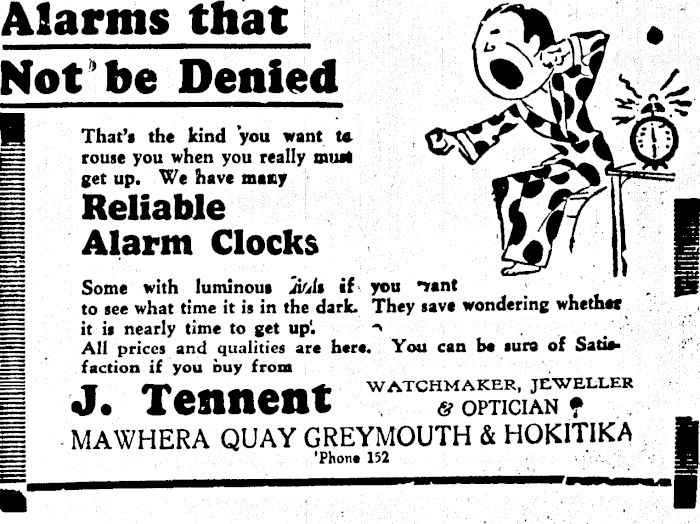 Alarms that
Not be Denied
That's the kind you want to
rouse you when you really must
get up. We have many
Reliable
Alarm Clocks
Some with luminous dials if you want
to see what time it is in the dark. They save wondering whether
it is nearly time to get up.
All prices and qualities are here. You can be sure of Satis-
faction if you buy from
J. Tennent
WATCHMAKER, JEWELLER
& OPTICIAN
MAWHERA QUAY GREYMOUTH & HOKITIKA
'Phone 152